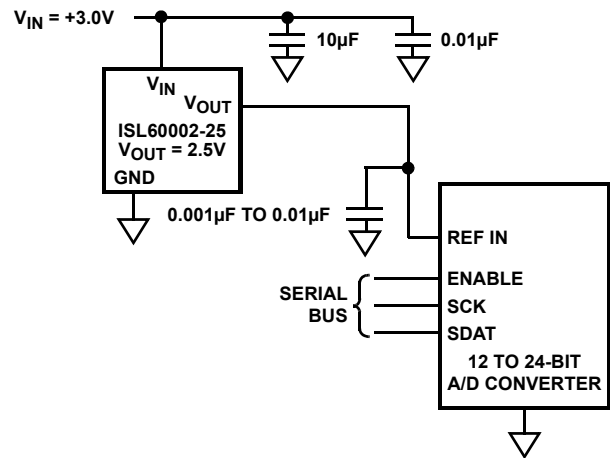 VIN = +3.0V
10µF
0.01µF
VIN
VOUT
ISL60002-25
VOUT = 2.5V
GND
0.001µF TO 0.01µF
REF IN
ENABLE
SERIAL
BUS
SCK
SDAT
12 TO 24-BIT
A/D CONVERTER